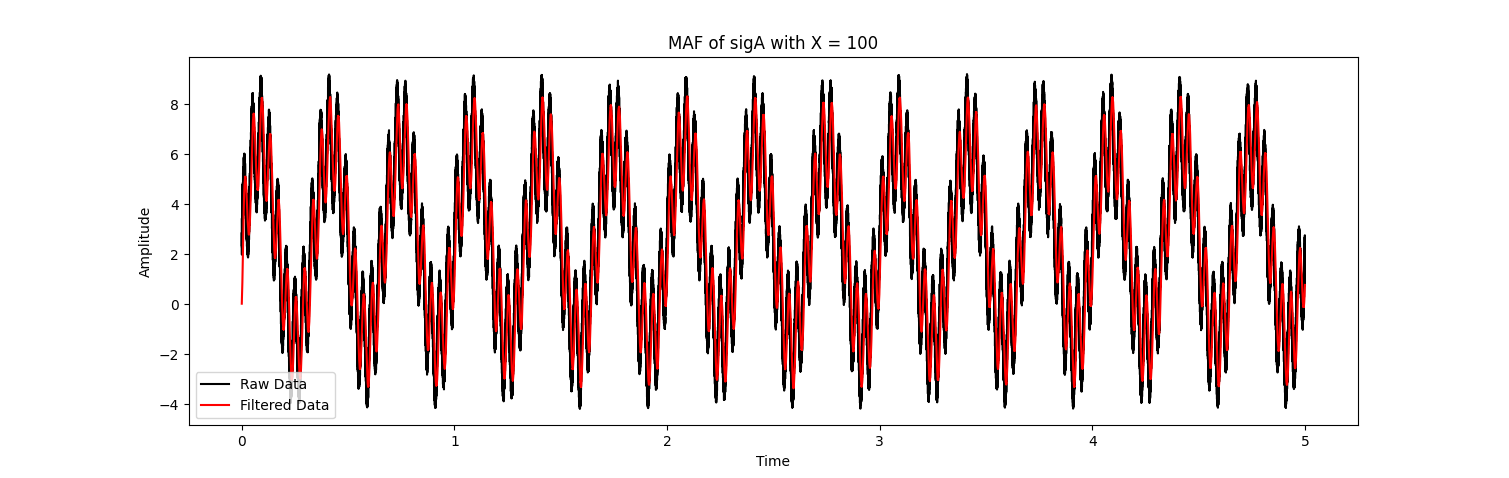 MAF of sigA with X = 100
Amplitude
8
6
4
2
0
−2
−4
Raw Data
Filtered Data
0 1 2 3 4 5
Time